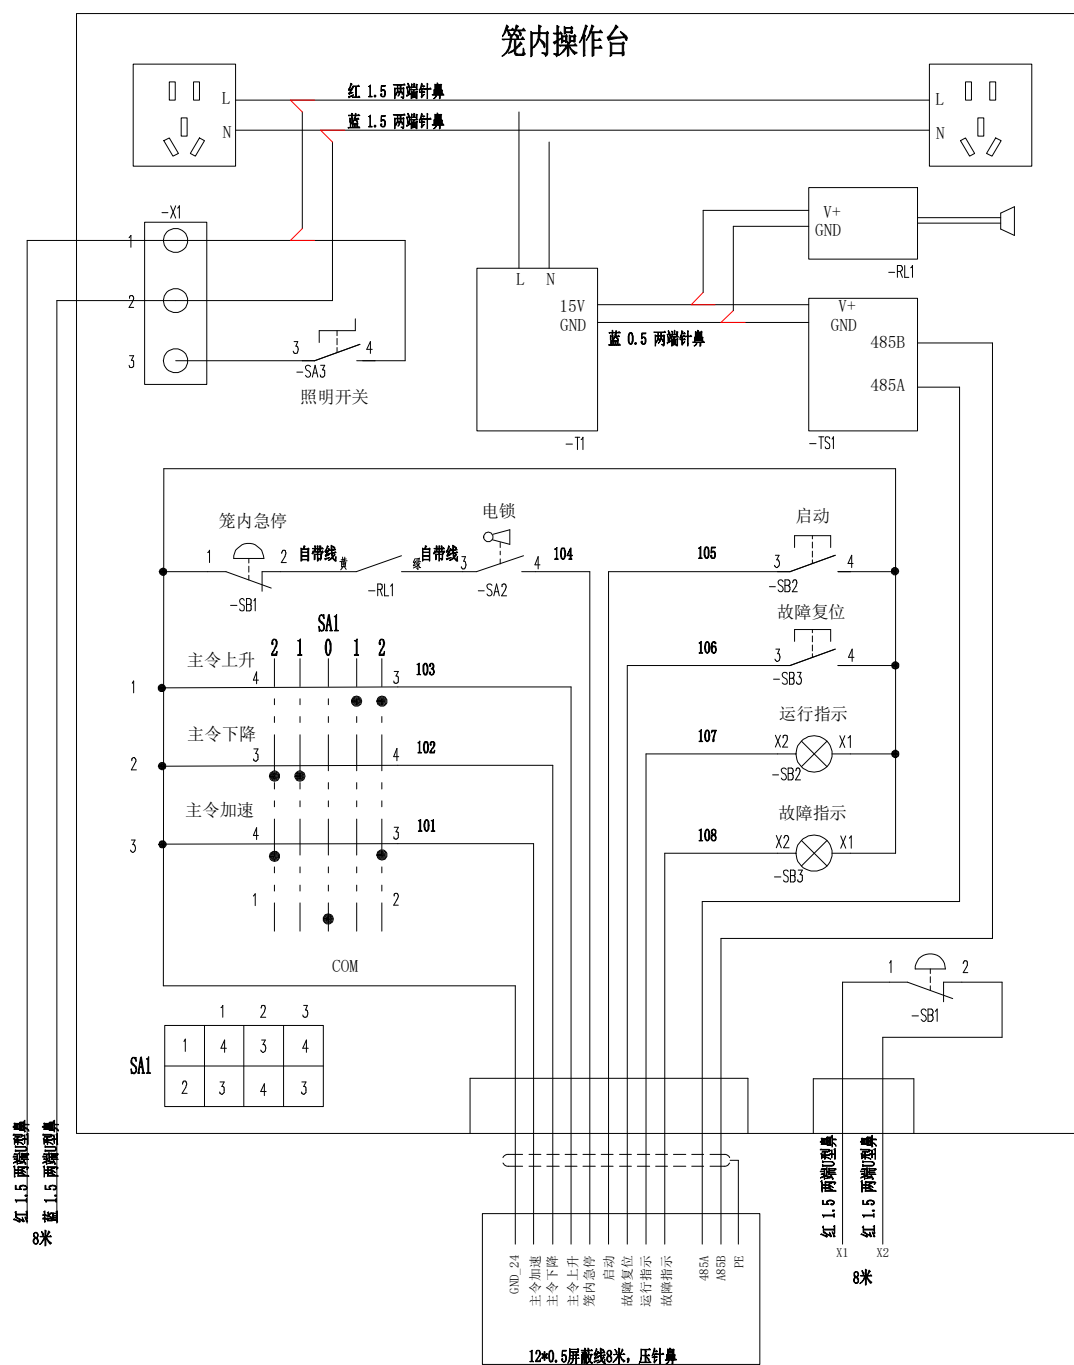 笼内操作台
红 1.5 两端针鼻
L
L
蓝 1.5 两端针鼻
N
N
-X1
V+
GND
-RL1
1
2
3
L N
15V
GND
V+
GND
蓝 0.5 两端针鼻
485B
485A
3 4
-SA3
照明开关
-T1
-TS1
笼内急停
电锁
启动
1 2
自带线
黄
绿
自带线
3 4
104
105
3 4
-SB1
-RL1
-SA2
-SB2
故障复位
SA1
2 1 0 1 2
106
3 4
-SB3
主令上升
4 3
103
1
运行指示
主令下降
3 4
102
107
X2 X1
-SB2
2
主令加速
4 3
101
故障指示
108
X2 X1
-SB3
3
1 2
COM
1 2
-SB1
1 2 3
SA1
1 4 3 4
2 3 4 3
红 1.5 两端U型鼻
蓝 1.5 两端U型鼻
8米
红 1.5 两端U型鼻
红 1.5 两端U型鼻
X1 X2
8米
GND_24
主令加速
主令下降
主令上升
笼内急停
启动
故障复位
运行指示
故障指示
485A
A85B
PE
12*0.5屏蔽线8米, 压针鼻